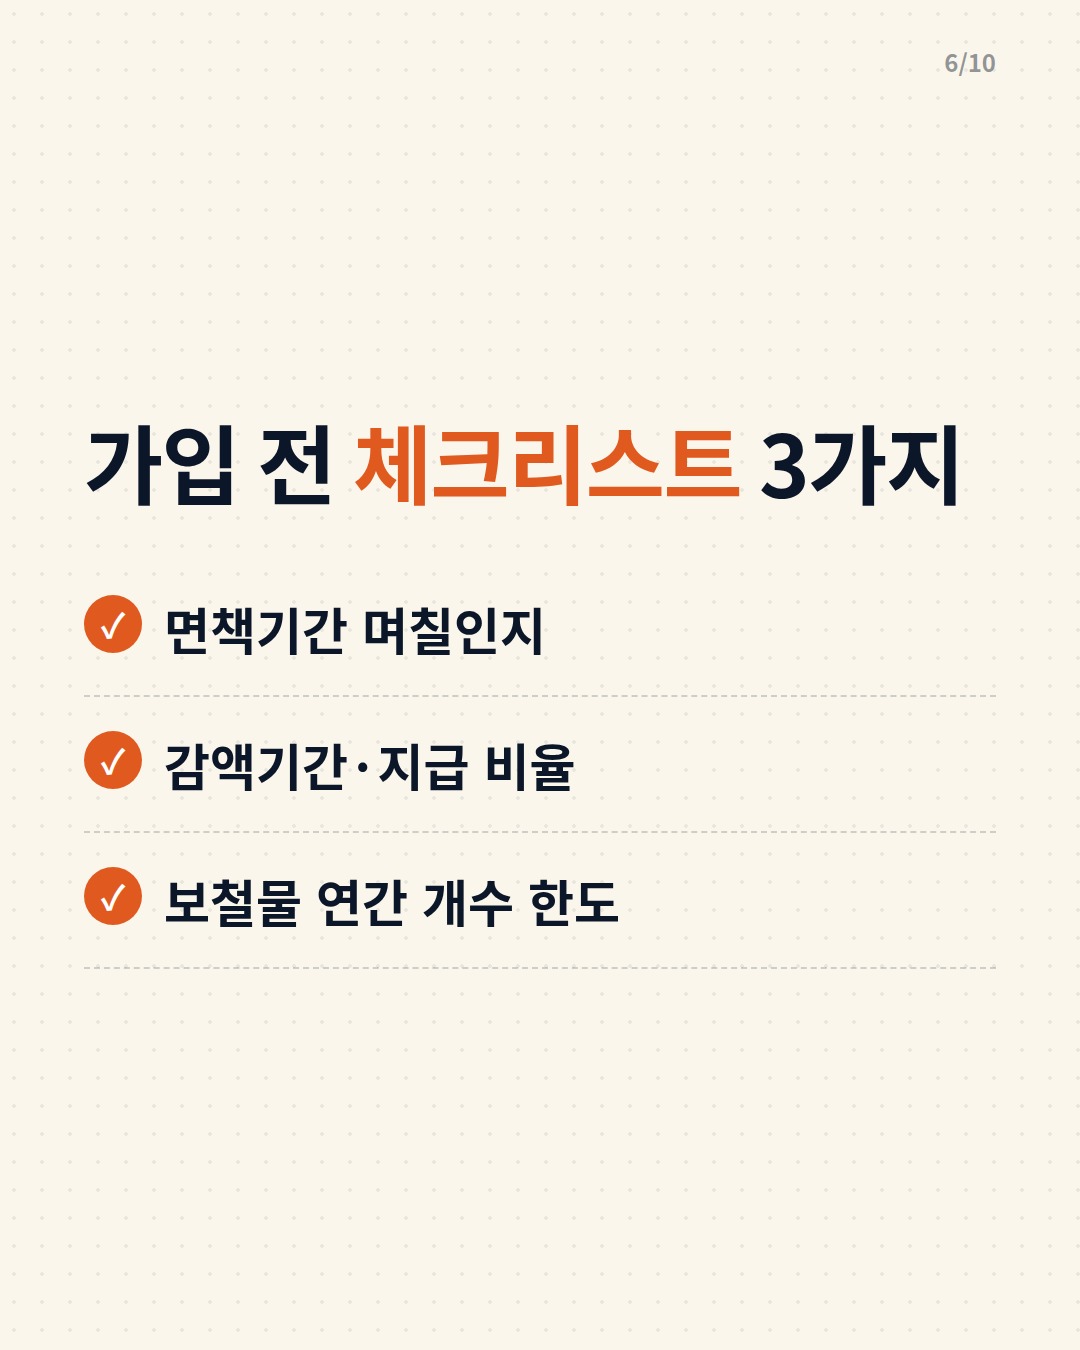 6/10
가입 전 체크리스트 3가지
✓ 면책기간 며칠인지
✓ 감액기간·지급 비율
✓ 보철물 연간 개수 한도